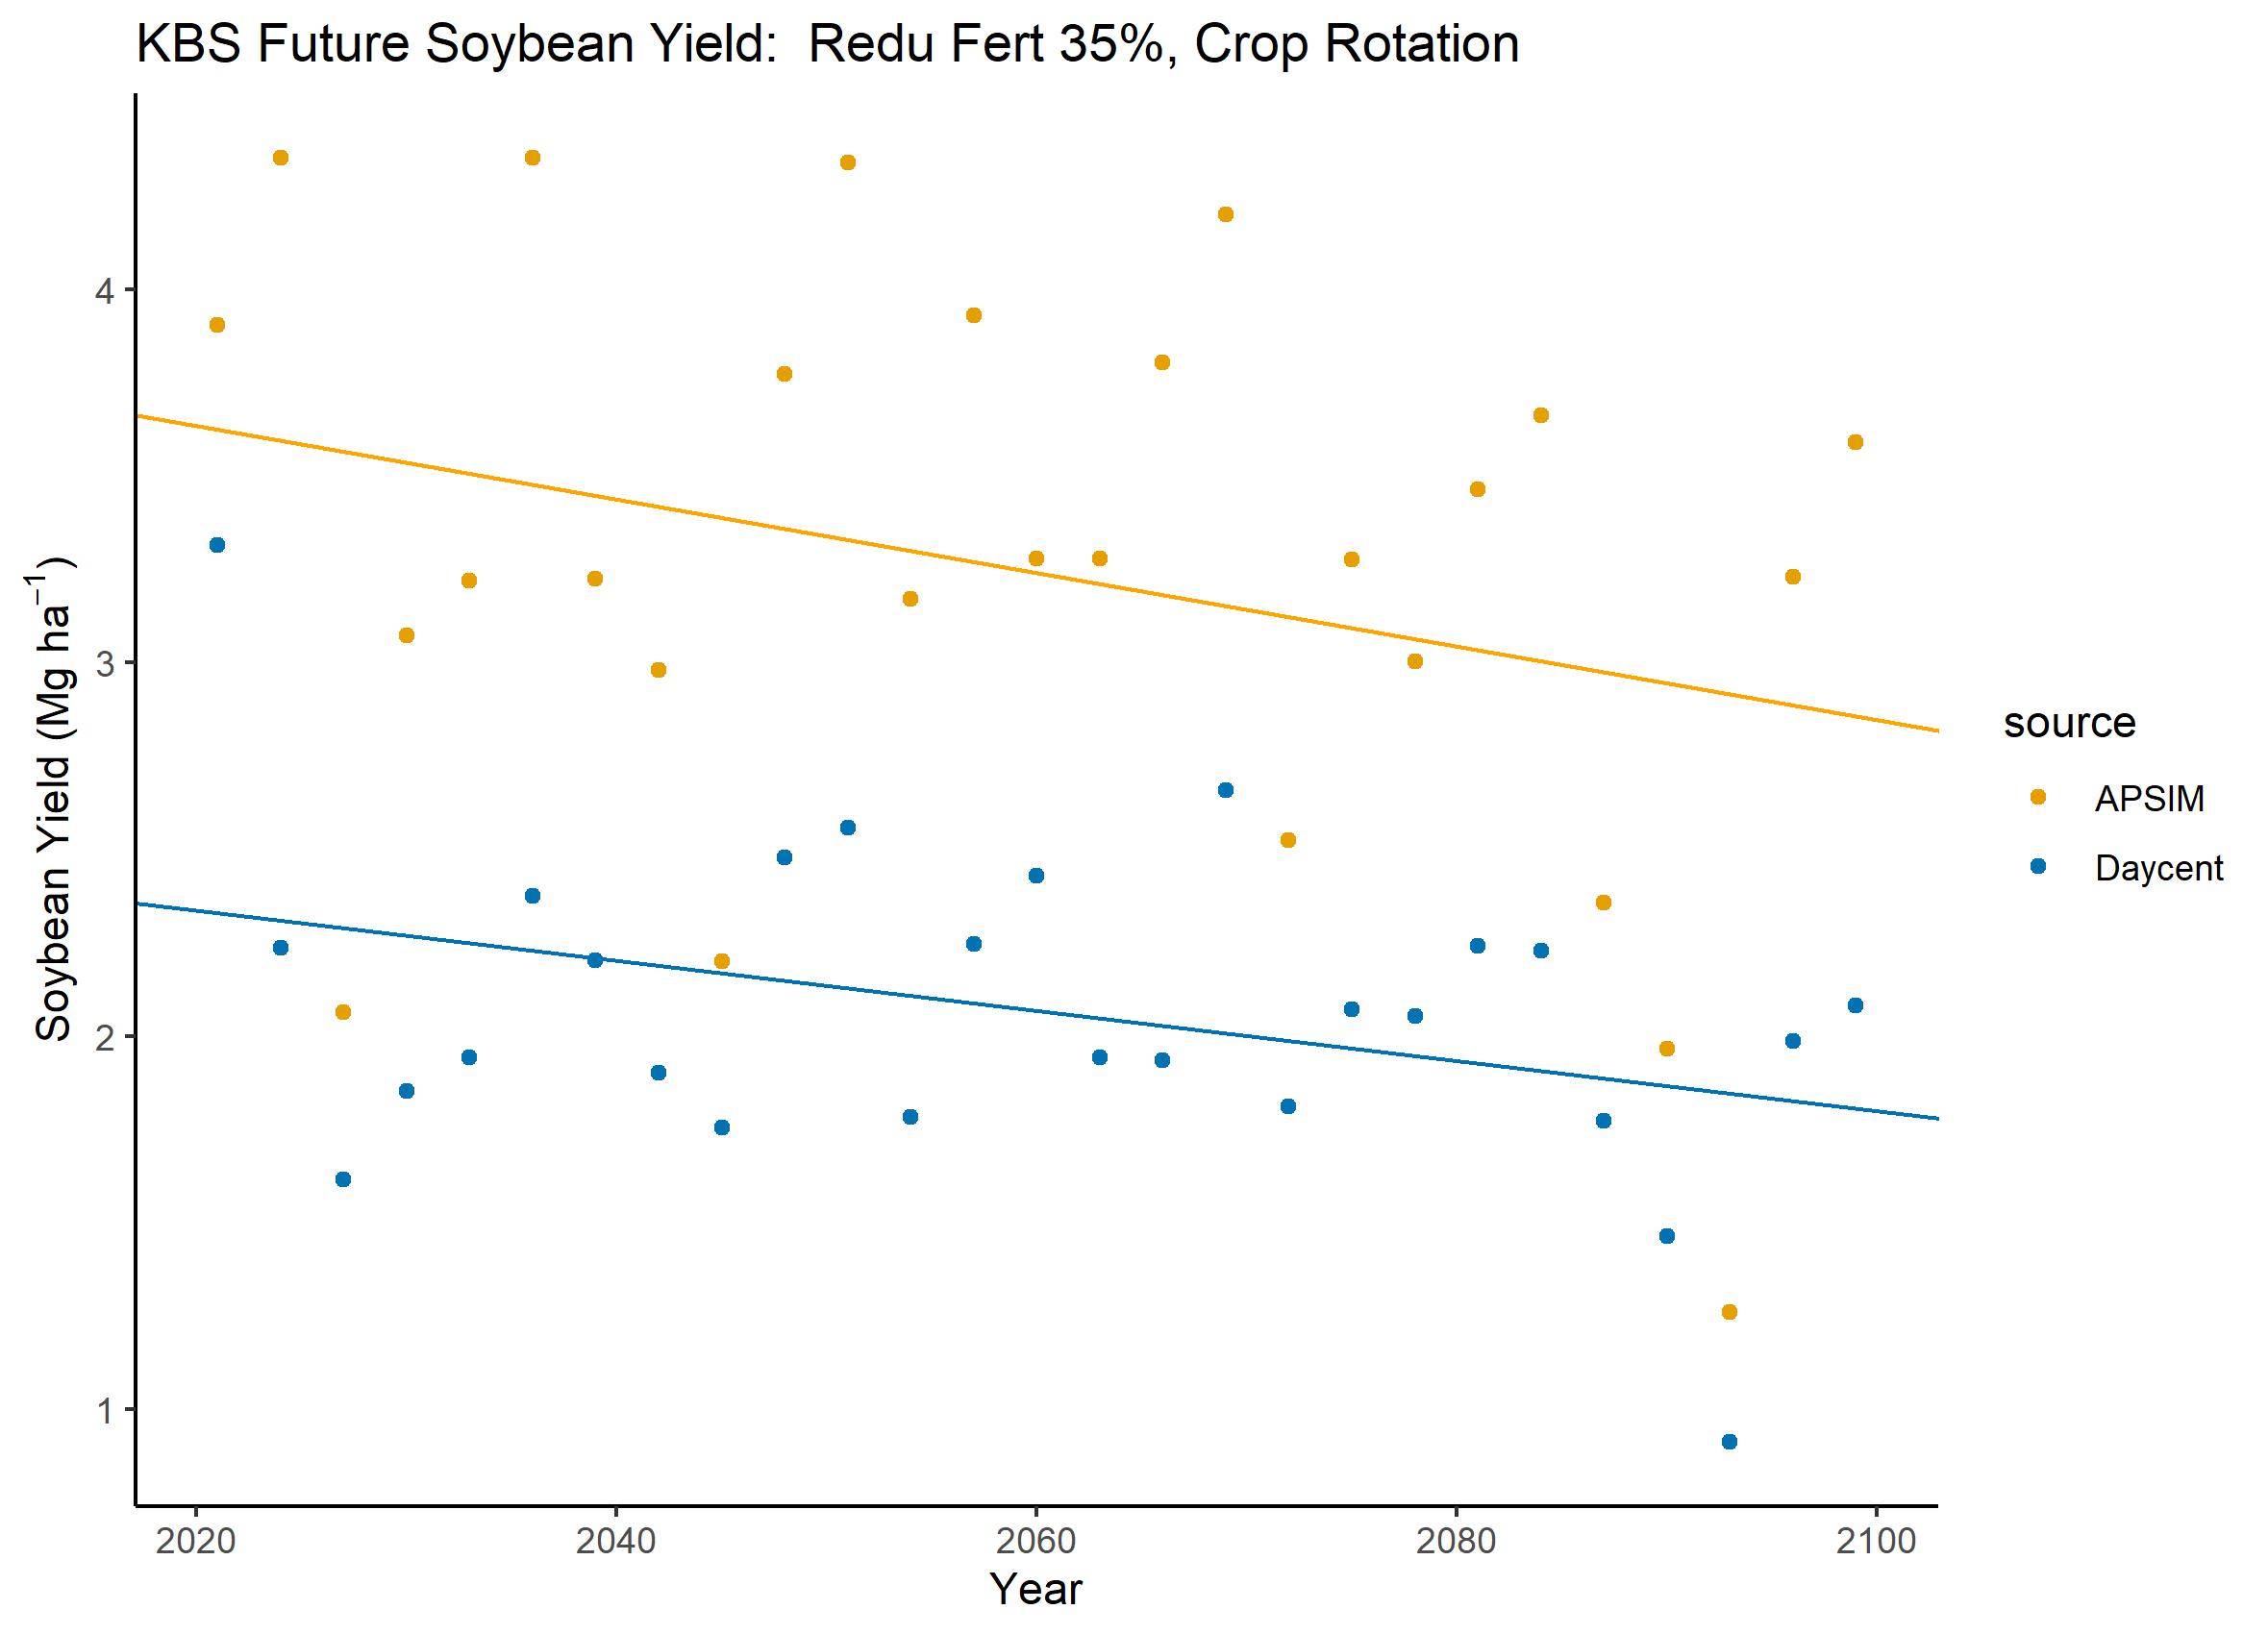 KBS Future Soybean Yield:  Redu Fert 35%, Crop Rotation
Soybean Yield (Mg ha⁻¹)
4
3
2
1
2020 2040 2060 2080 2100
Year
source
APSIM
Daycent